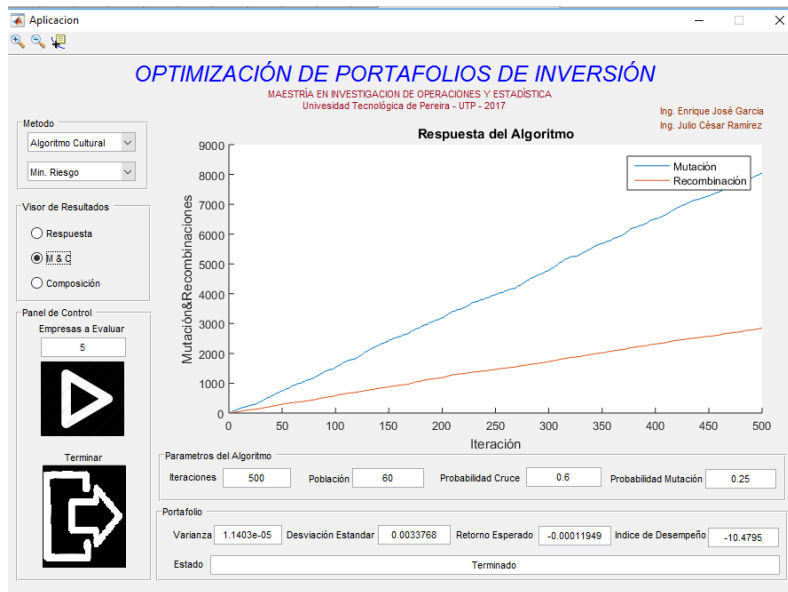 Aplicacion
OPTIMIZACIÓN DE PORTAFOLIOS DE INVERSIÓN
MAESTRÍA EN INVESTIGACION DE OPERACIONES Y ESTADÍSTICA
Univesidad Tecnológica de Pereira - UTP - 2017
Ing. Enrique José Garcia
Ing. Julio César Ramírez
Metodo
Algoritmo Cultural
Min. Riesgo
Visor de Resultados
Respuesta
M & C
Composición
Panel de Control
Empresas a Evaluar
5
Terminar
Respuesta del Algoritmo
Mutación
Recombinación
Mutación&Recombinaciones
9000
8000
7000
6000
5000
4000
3000
2000
1000
0
0 50 100 150 200 250 300 350 400 450 500
Iteración
Parametros del Algoritmo
Iteraciones 500 Población 60 Probabilidad Cruce 0.6 Probabilidad Mutación 0.25
Portafolio
Varianza 1.1403e-05 Desviación Estandar 0.0033768 Retorno Esperado -0.00011949 Indice de Desempeño -10.4795
Estado Terminado